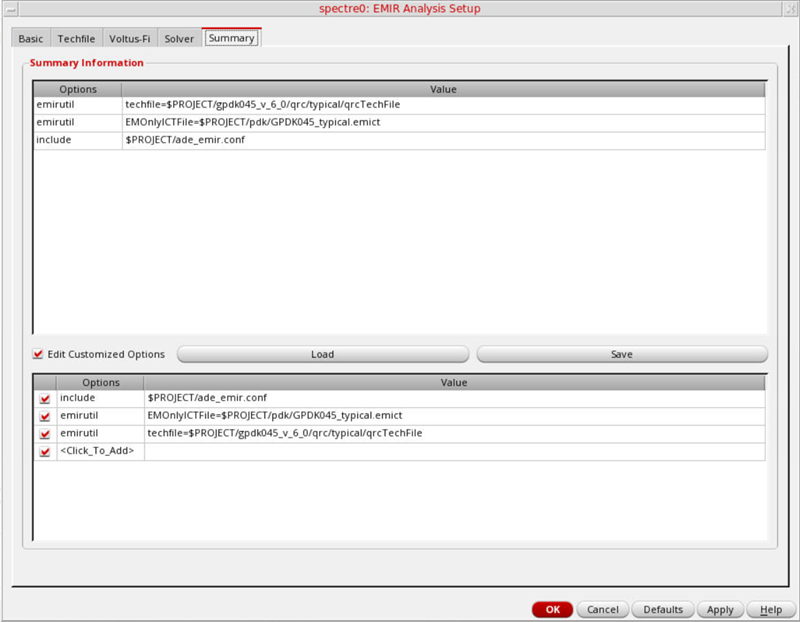 spectre0: EMIR Analysis Setup
Basic Techfile Voltus-Fi Solver Summary
Summary Information
Options Value
emirutil techfile=$PROJECT/gpdk045_v_6_0/qrc/typical/qrcTechFile
emirutil EMOnlyICTFile=$PROJECT/pdk/GPDK045_typical.emict
include $PROJECT/ade_emir.conf
Edit Customized Options Load Save
Options Value
include $PROJECT/ade_emir.conf
emirutil EMOnlyICTFile=$PROJECT/pdk/GPDK045_typical.emict
emirutil techfile=$PROJECT/gpdk045_v_6_0/qrc/typical/qrcTechFile
<Click_To_Add>
OK Cancel Defaults Apply Help